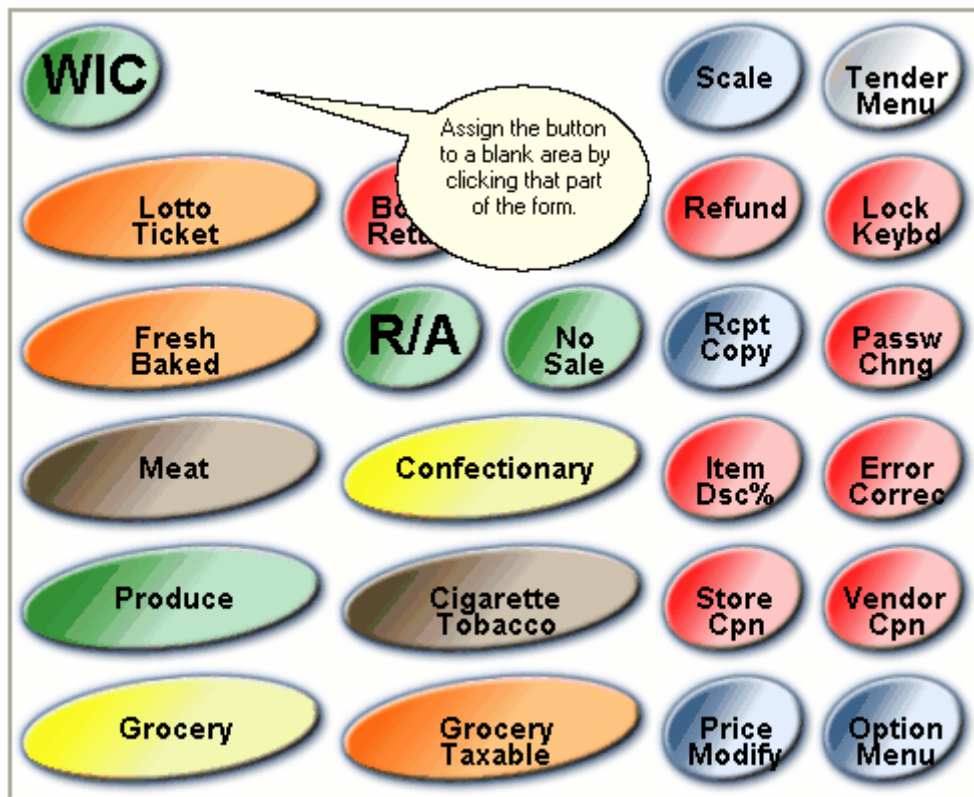 WIC
Assign the button
to a blank area by
clicking that part
of the form.
Scale
Tender
Menu
Lotto
Ticket
Refund
Lock
Keybd
Fresh
Baked
R/A
No
Sale
Rcpt
Copy
Passw
Chng
Meat
Confectionary
Item
Dsc%
Error
Correc
Produce
Cigarette
Tobacco
Store
Cpn
Vendor
Cpn
Grocery
Grocery
Taxable
Price
Modify
Option
Menu